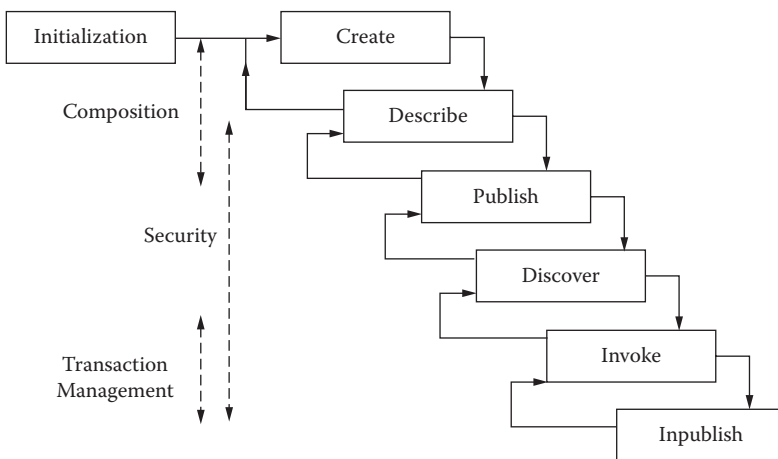 Initialization
Create
Composition
Describe
Publish
Security
Discover
Transaction
Management
Invoke
Inpublish